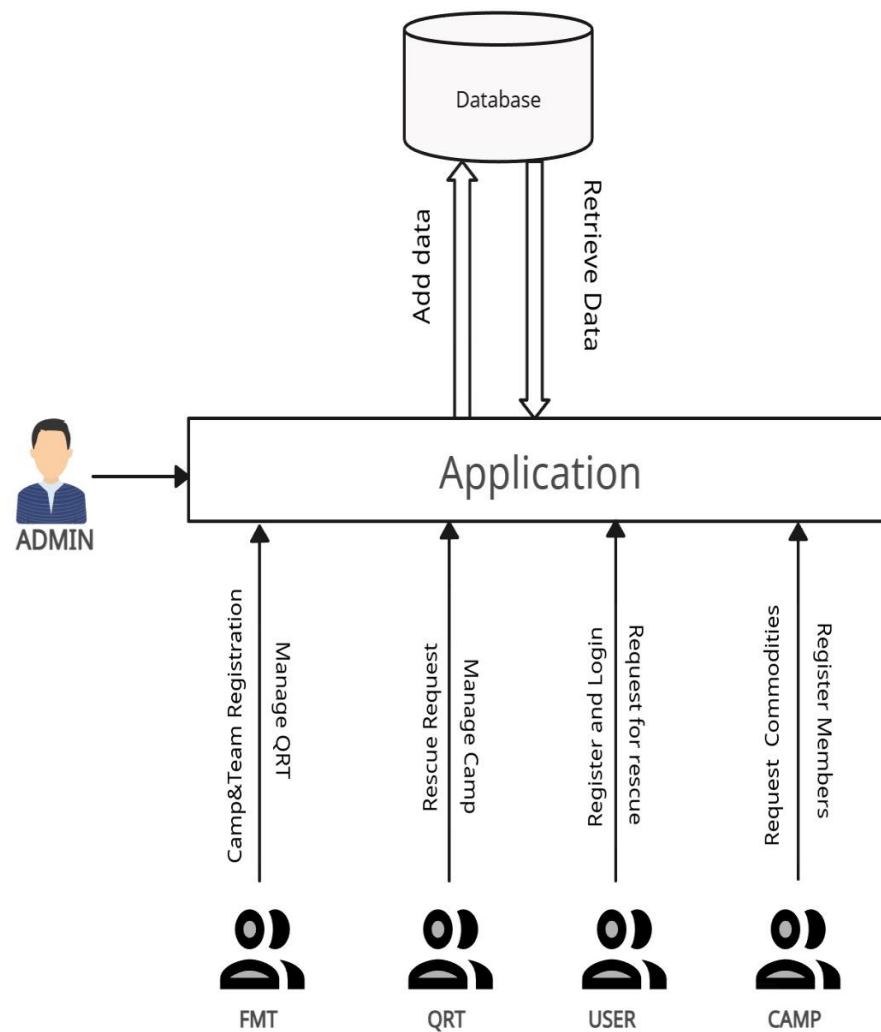 Database
Add data
Retrieve Data
Application
ADMIN
Camp&Team Registration
Manage QRT
Rescue Request
Manage Camp
Register and Login
Request for rescue
Request Commodities
Register Members
FMT
QRT
USER
CAMP